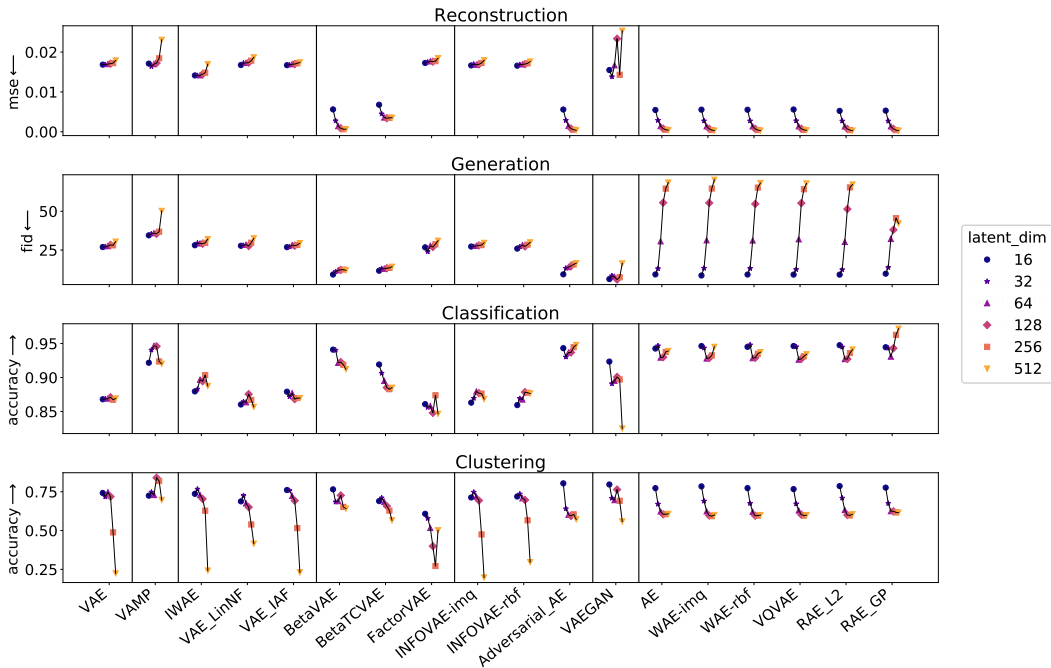 Reconstruction
mse ←
0.02
0.01
0.00
Generation
fid ←
50
25
Classification
accuracy →
0.95
0.90
0.85
Clustering
accuracy →
0.75
0.50
0.25
VAE
VAMP
IWAE
VAE_LinNF
VAE_IAF
BetaVAE
BetaTCVAE
FactorVAE
INFOVAE-imq
INFOVAE-rbf
Adversarial_AE
VAEGAN
AE
WAE-imq
WAE-rbf
VQVAE
RAE_L2
RAE_GP
latent_dim
16
32
64
128
256
512